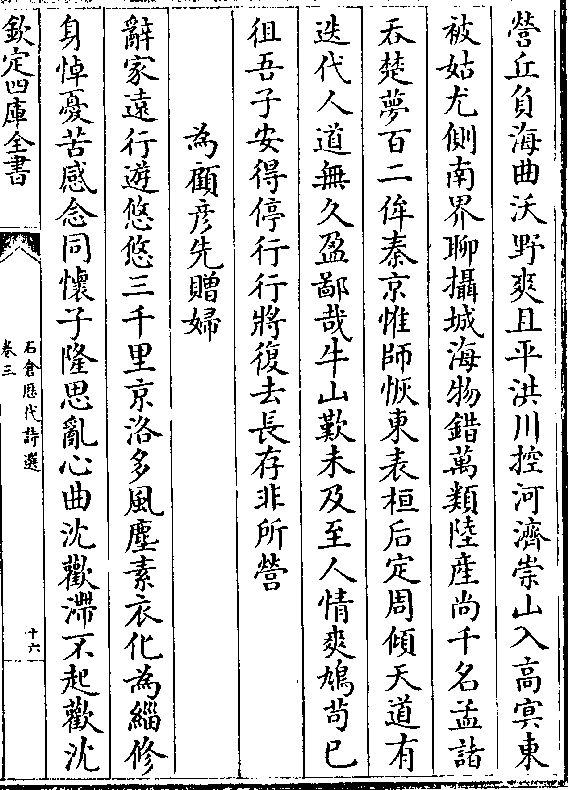 營丘負海曲沃野爽且平洪川控河濟崇山入高㝠東
被姑尤側南界聊攝城海物錯萬類陸産尚千名孟諸
吞楚夢百二侔秦京惟師恢東表桓后定周傾天道有
迭代人道無久盈鄙哉牛山歎未及至人情爽鳩苟已
徂吾子安得停行行將復去長存非所營
為顧彦先贈婦
辭家遠行遊悠悠三千里京洛多風塵素衣化為緇修
身悼憂苦感念同懷子隆思亂心曲沈歡滯不起歡沈
欽定四庫全書
石倉歴代詩選
卷三
十六